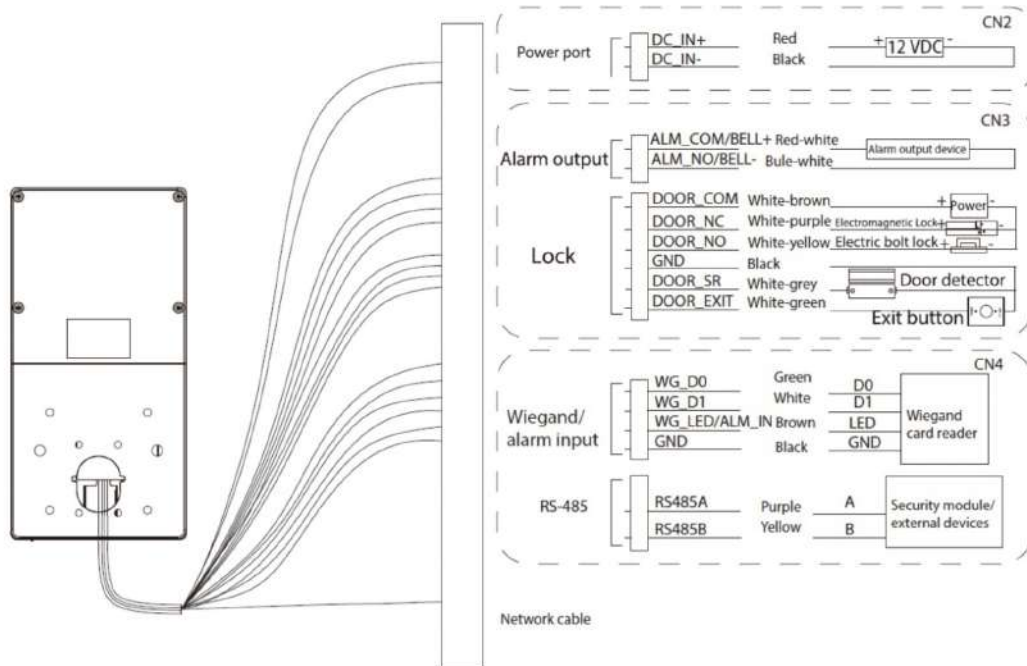 CN2
Power port
DC_IN+ Red + 12 VDC -
DC_IN- Black
CN3
Alarm output
ALM_COM/BELL+ Red-white Alarm output device
ALM_NO/BELL- Bule-white
Lock
DOOR_COM White-brown + Power -
DOOR_NC White-purple Electromagnetic Lock + -
DOOR_NO White-yellow Electric bolt lock + -
GND Black
DOOR_SR White-grey Door detector
DOOR_EXIT White-green
Exit button
CN4
Wiegand/
alarm input
WG_D0 Green D0
WG_D1 White D1
WG_LED/ALM_IN Brown LED
GND Black GND
Wiegand
card reader
RS-485
RS485A Purple A
RS485B Yellow B
Security module/
external devices
Network cable